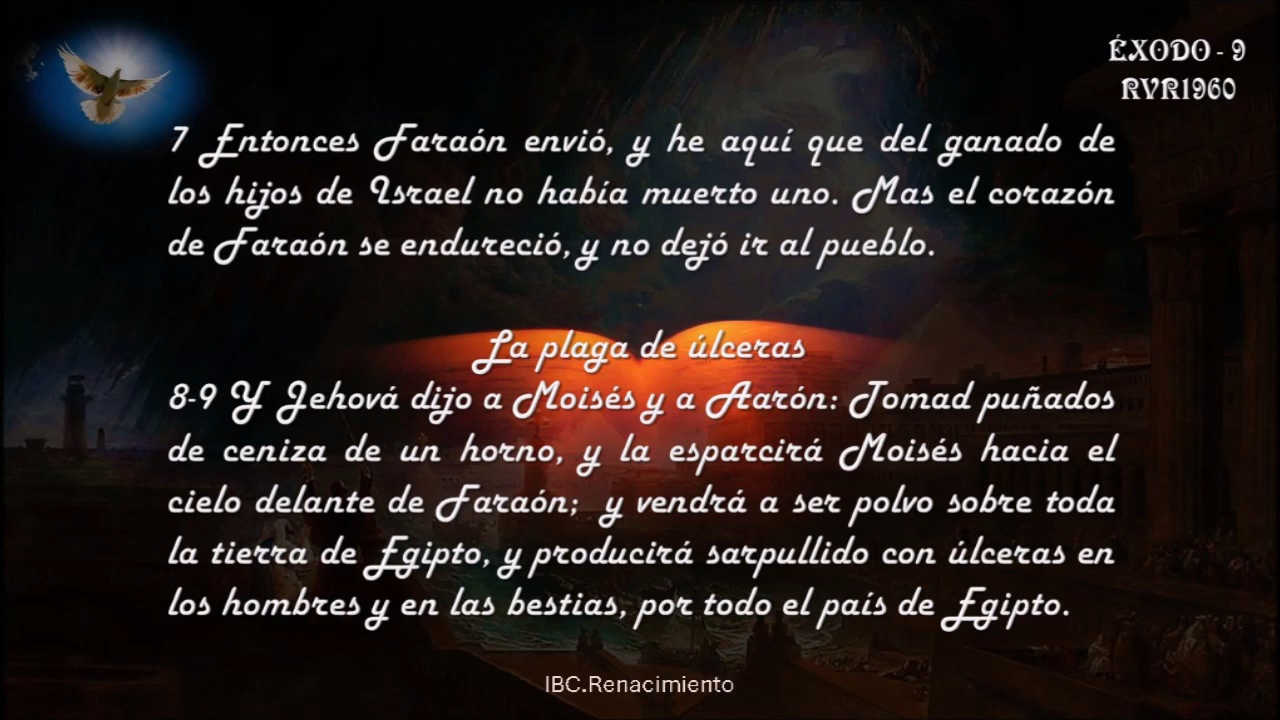 ÉXODO - 9
RVR1960
7 Entonces Faraón envió, y he aquí que del ganado de
los hijos de Israel no había muerto uno. Mas el corazón
de Faraón se endureció, y no dejó ir al pueblo.
La plaga de úlceras
8-9 Y Jehová dijo a Moisés y a Aarón: Tomad puñados
de ceniza de un horno, y la esparcirá Moisés hacia el
cielo delante de Faraón; y vendrá a ser polvo sobre toda
la tierra de Egipto, y producirá sarpullido con úlceras en
los hombres y en las bestias, por todo el país de Egipto.
IBC.Renacimiento